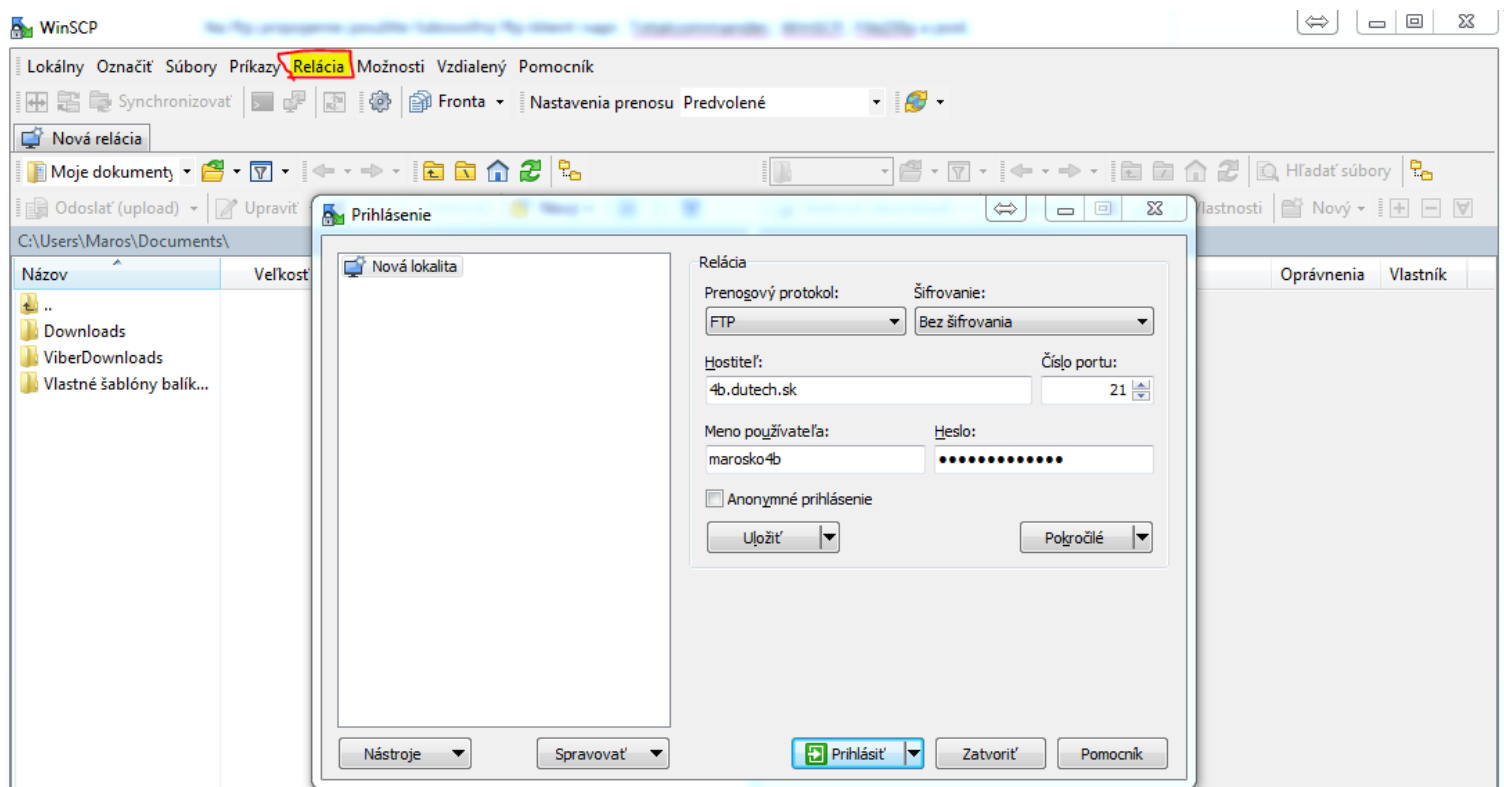 WinSCP
Lokálny Označiť Súbory Príkazy Relácia Možnosti Vzdialený Pomocník
Synchronizovať Fronta Nastavenia prenosu Predvolené
Nová relácia
Moje dokumenty Hľadať súbory
Odoslať (upload) Upraviť lastnosti Nový
Prihlásenie
C:\Users\Maros\Documents\
Názov Veľkosť Oprávnenia Vlastník
..
Downloads
ViberDownloads
Vlastné šablóny balík...
Nová lokalita
Relácia
Prenosový protokol: Šifrovanie:
FTP Bez šifrovania
Hostiteľ: Číslo portu:
4b.dutech.sk 21
Meno používateľa: Heslo:
marosko4b •••••••••••••
Anonymné prihlásenie
Uložiť Pokročilé
Nástroje Spravovať Prihlásiť Zatvoriť Pomocník